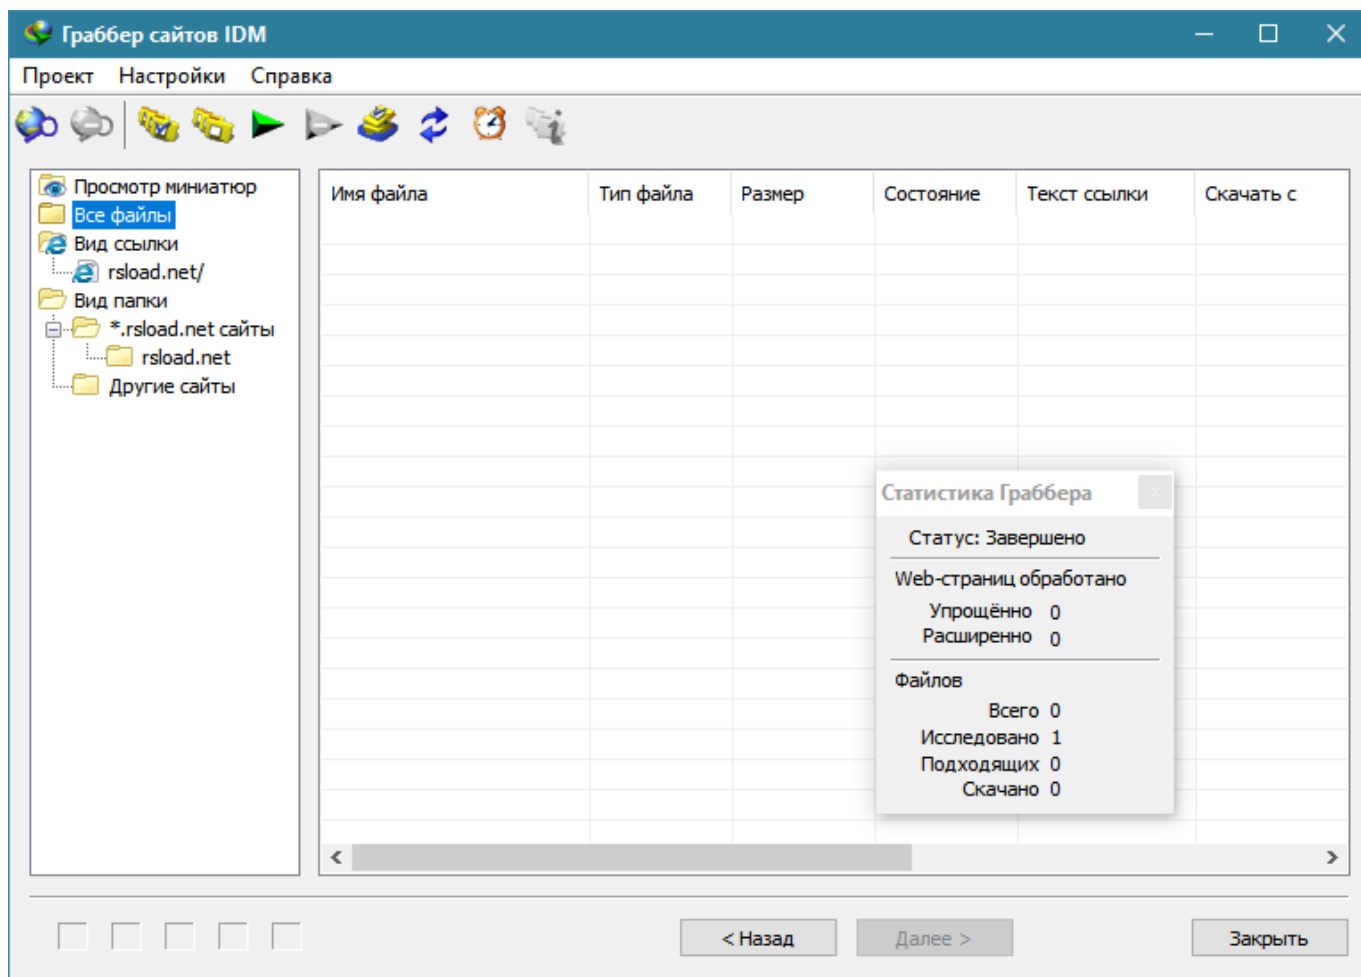 Граббер сайтов IDM
Проект Настройки Справка
Просмотр миниатюр
Все файлы
Вид ссылки
rsload.net/
Вид папки
*.rsload.net сайты
rsload.net
Другие сайты
Имя файла Тип файла Размер Состояние Текст ссылки Скачать с
Статистика Граббера x
Статус: Завершено
Web-страниц обработано
Упрощённо 0
Расширенно 0
Файлов
Всего 0
Исследовано 1
Подходящих 0
Скачано 0
< Назад Далее > Закрыть